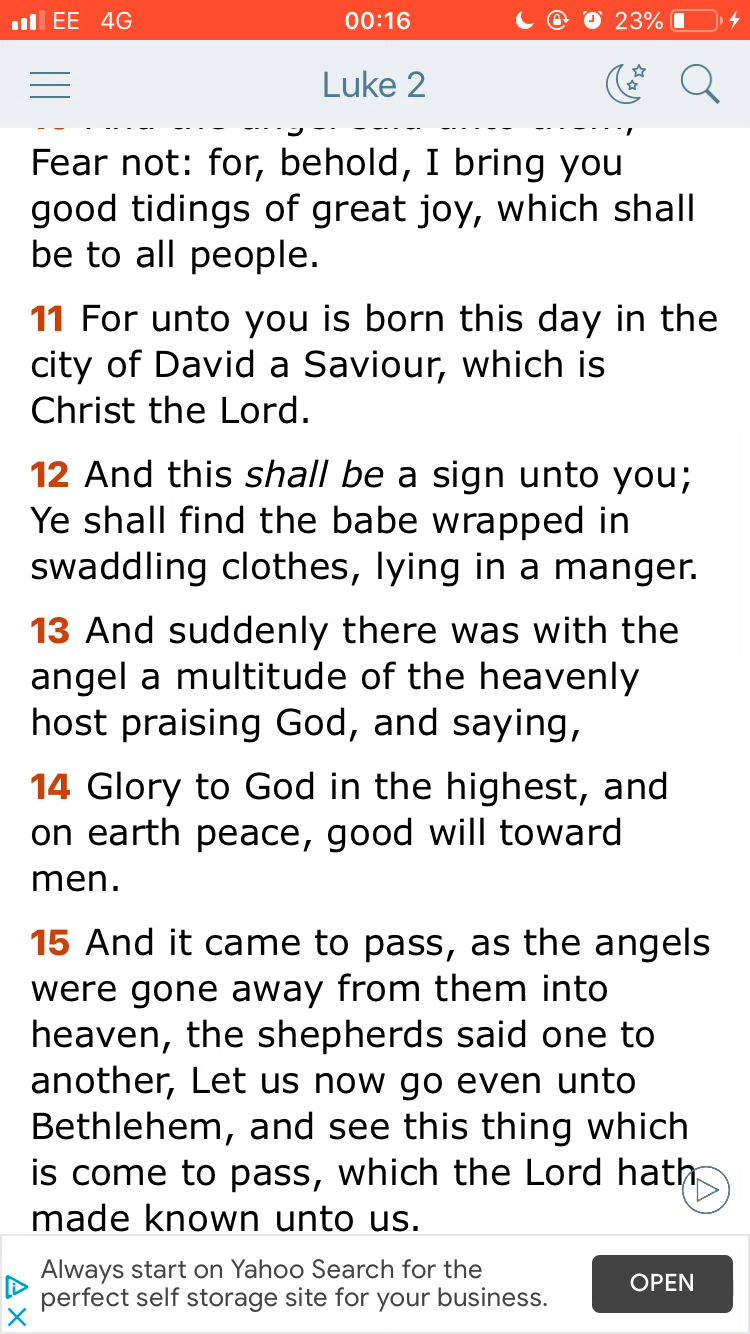 EE 4G 00:16 23%
Luke 2
Fear not: for, behold, I bring you
good tidings of great joy, which shall
be to all people.
11 For unto you is born this day in the
city of David a Saviour, which is
Christ the Lord.
12 And this shall be a sign unto you;
Ye shall find the babe wrapped in
swaddling clothes, lying in a manger.
13 And suddenly there was with the
angel a multitude of the heavenly
host praising God, and saying,
14 Glory to God in the highest, and
on earth peace, good will toward
men.
15 And it came to pass, as the angels
were gone away from them into
heaven, the shepherds said one to
another, Let us now go even unto
Bethlehem, and see this thing which
is come to pass, which the Lord hath
made known unto us.
Always start on Yahoo Search for the
perfect self storage site for your business.
OPEN